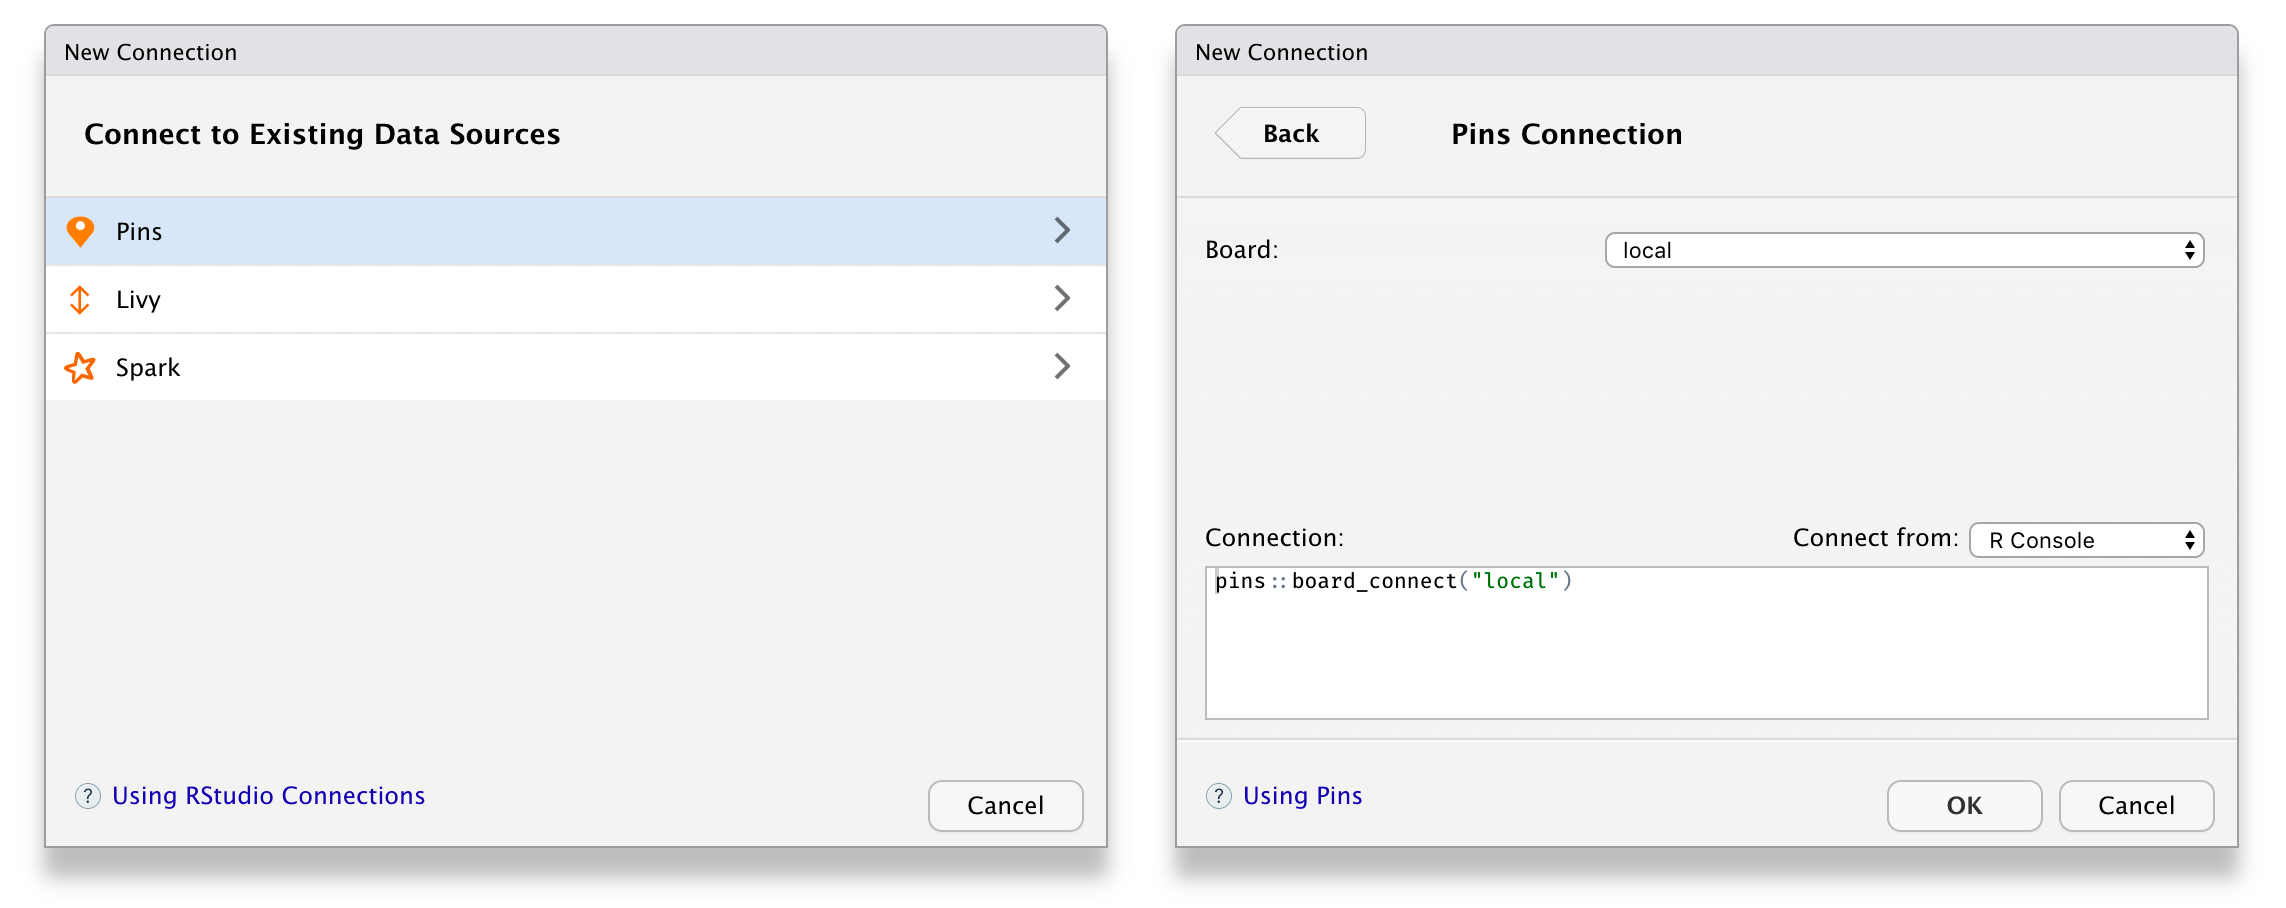 New Connection
Connect to Existing Data Sources
Pins
Livy
Spark
? Using RStudio Connections
Cancel
New Connection
Back
Pins Connection
Board:
local
Connection:
Connect from:
R Console
pins::board_connect("local")
? Using Pins
OK
Cancel